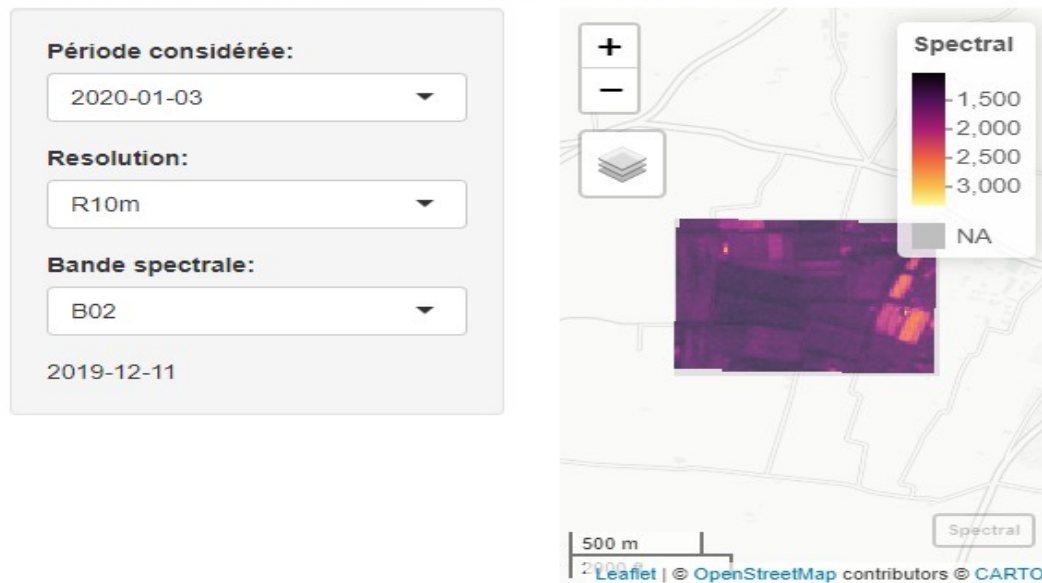 Période considérée:
2020-01-03
Resolution:
R10m
Bande spectrale:
B02
2019-12-11
+
−
Spectral
1,500
2,000
2,500
3,000
NA
Spectral
500 m
Leaflet | © OpenStreetMap contributors © CARTO